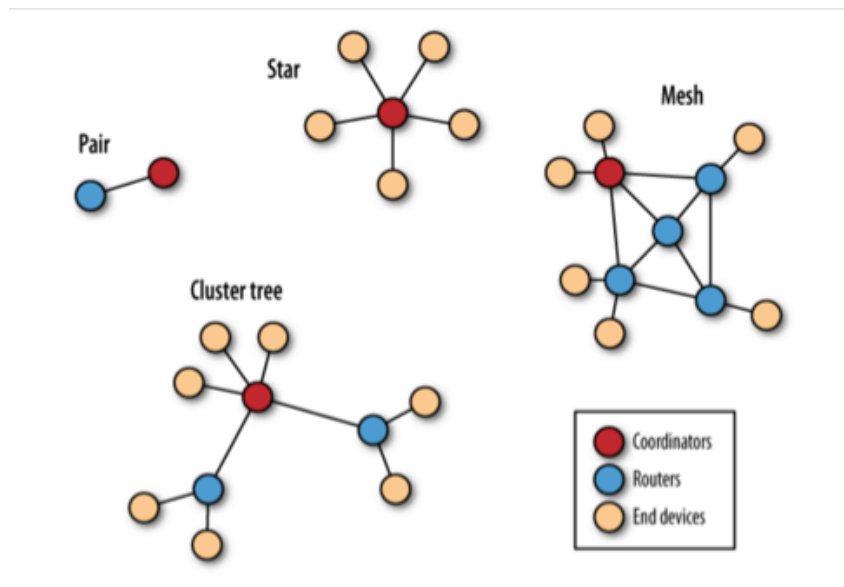 Star
Mesh
Pair
Cluster tree
Coordinators
Routers
End devices